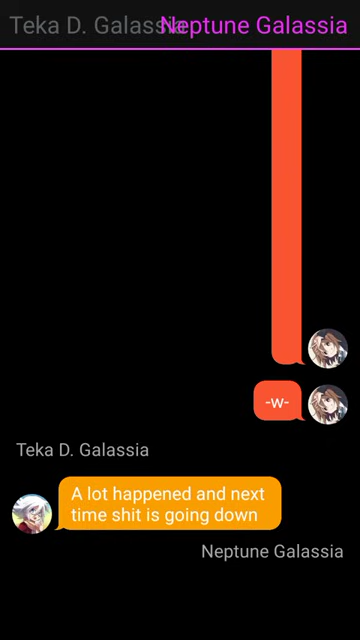 Teka D. Galassia Neptune Galassia
-w-
Teka D. Galassia
A lot happened and next
time shit is going down
Neptune Galassia